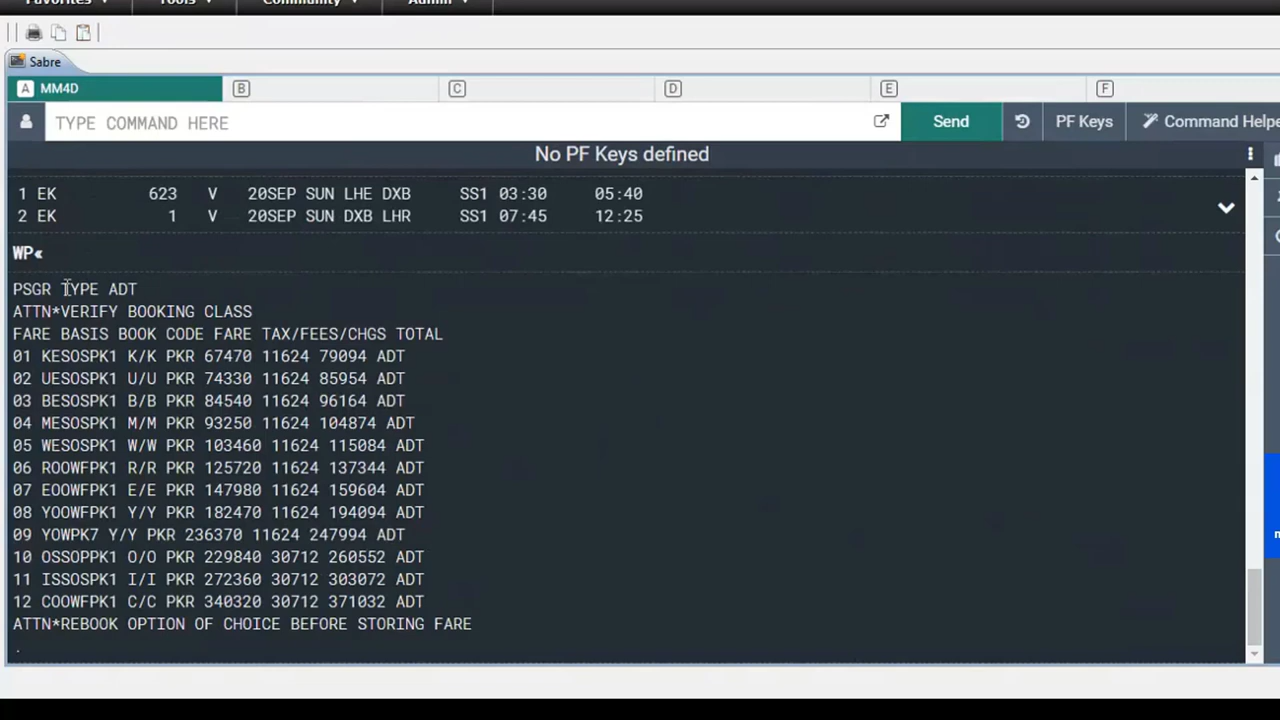 Favorites Tools Community Admin
Sabre
A MM4D B C D E F
TYPE COMMAND HERE Send PF Keys Command Helpe
No PF Keys defined
1 EK 623 V 20SEP SUN LHE DXB SS1 03:30 05:40
2 EK 1 V 20SEP SUN DXB LHR SS1 07:45 12:25
WP«
PSGR TYPE ADT
ATTN*VERIFY BOOKING CLASS
FARE BASIS BOOK CODE FARE TAX/FEES/CHGS TOTAL
01 KESOSPK1 K/K PKR 67470 11624 79094 ADT
02 UESOSPK1 U/U PKR 74330 11624 85954 ADT
03 BESOSPK1 B/B PKR 84540 11624 96164 ADT
04 MESOSPK1 M/M PKR 93250 11624 104874 ADT
05 WESOSPK1 W/W PKR 103460 11624 115084 ADT
06 ROOWFPK1 R/R PKR 125720 11624 137344 ADT
07 EOOWFPK1 E/E PKR 147980 11624 159604 ADT
08 YOOWFPK1 Y/Y PKR 182470 11624 194094 ADT
09 YOWPK7 Y/Y PKR 236370 11624 247994 ADT
10 OSSOPPK1 O/O PKR 229840 30712 260552 ADT
11 ISSOSPK1 I/I PKR 272360 30712 303072 ADT
12 COOWFPK1 C/C PKR 340320 30712 371032 ADT
ATTN*REBOOK OPTION OF CHOICE BEFORE STORING FARE
.